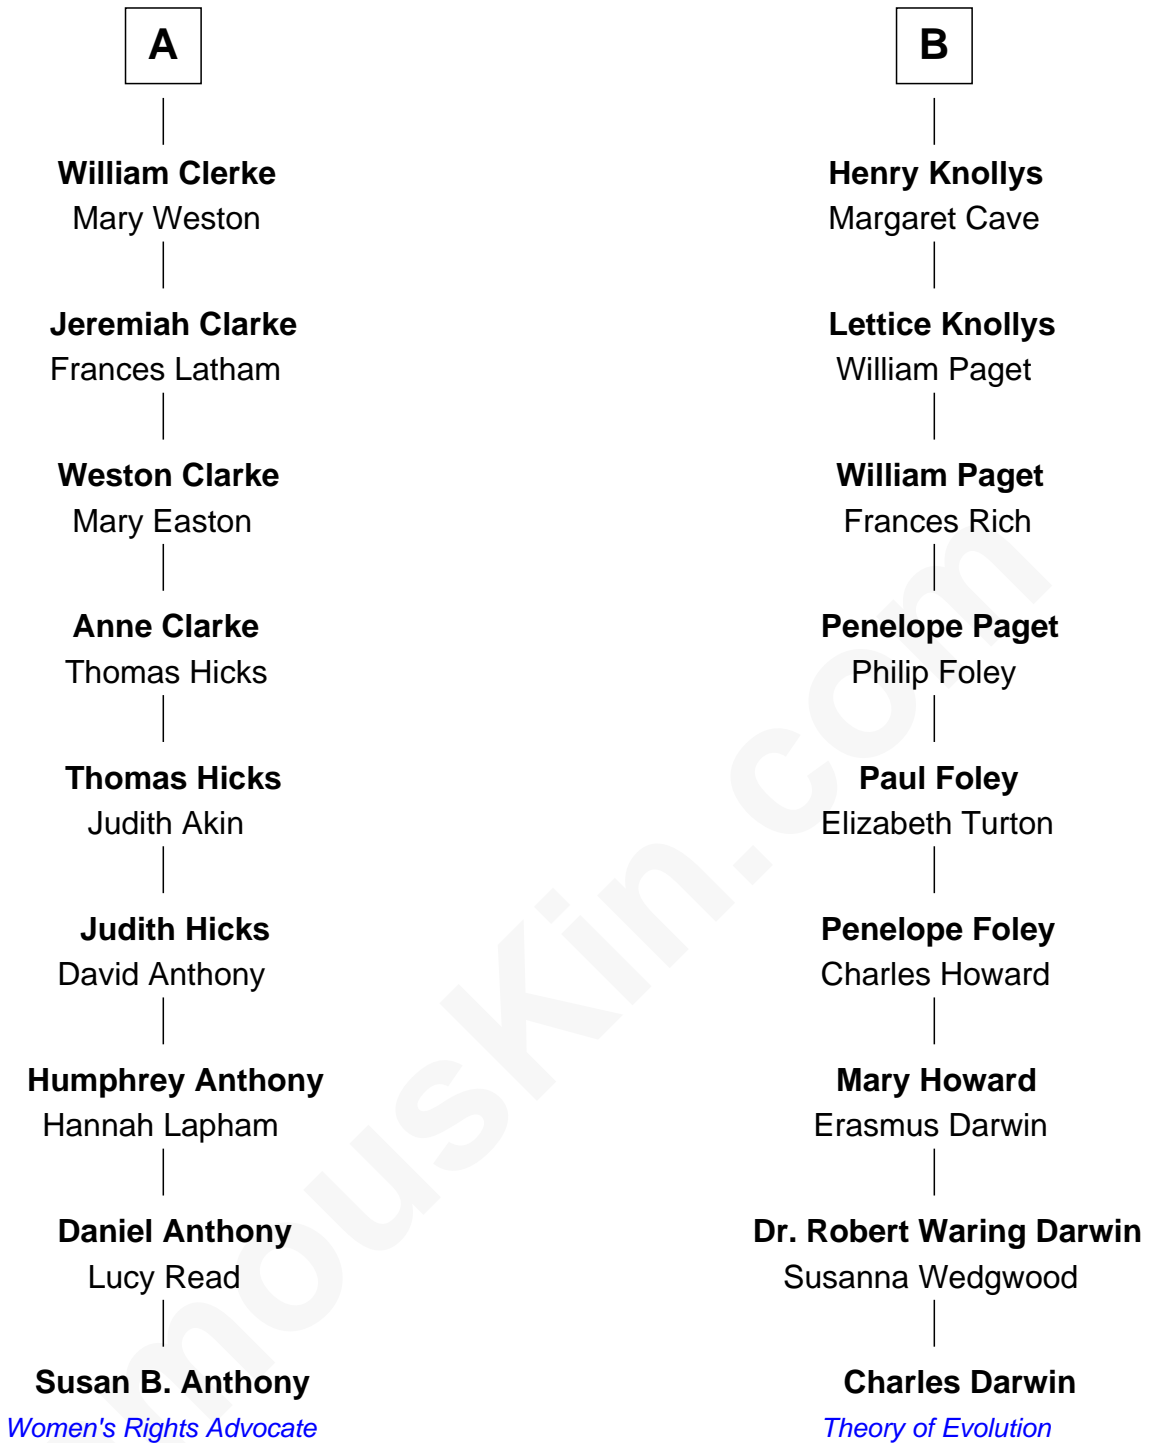 A
William Clerke
Mary Weston
Jeremiah Clarke
Frances Latham
Weston Clarke
Mary Easton
Anne Clarke
Thomas Hicks
Thomas Hicks
Judith Akin
Judith Hicks
David Anthony
Humphrey Anthony
Hannah Lapham
Daniel Anthony
Lucy Read
Susan B. Anthony
Women's Rights Advocate
B
Henry Knollys
Margaret Cave
Lettice Knollys
William Paget
William Paget
Frances Rich
Penelope Paget
Philip Foley
Paul Foley
Elizabeth Turton
Penelope Foley
Charles Howard
Mary Howard
Erasmus Darwin
Dr. Robert Waring Darwin
Susanna Wedgwood
Charles Darwin
Theory of Evolution
mouskin.com